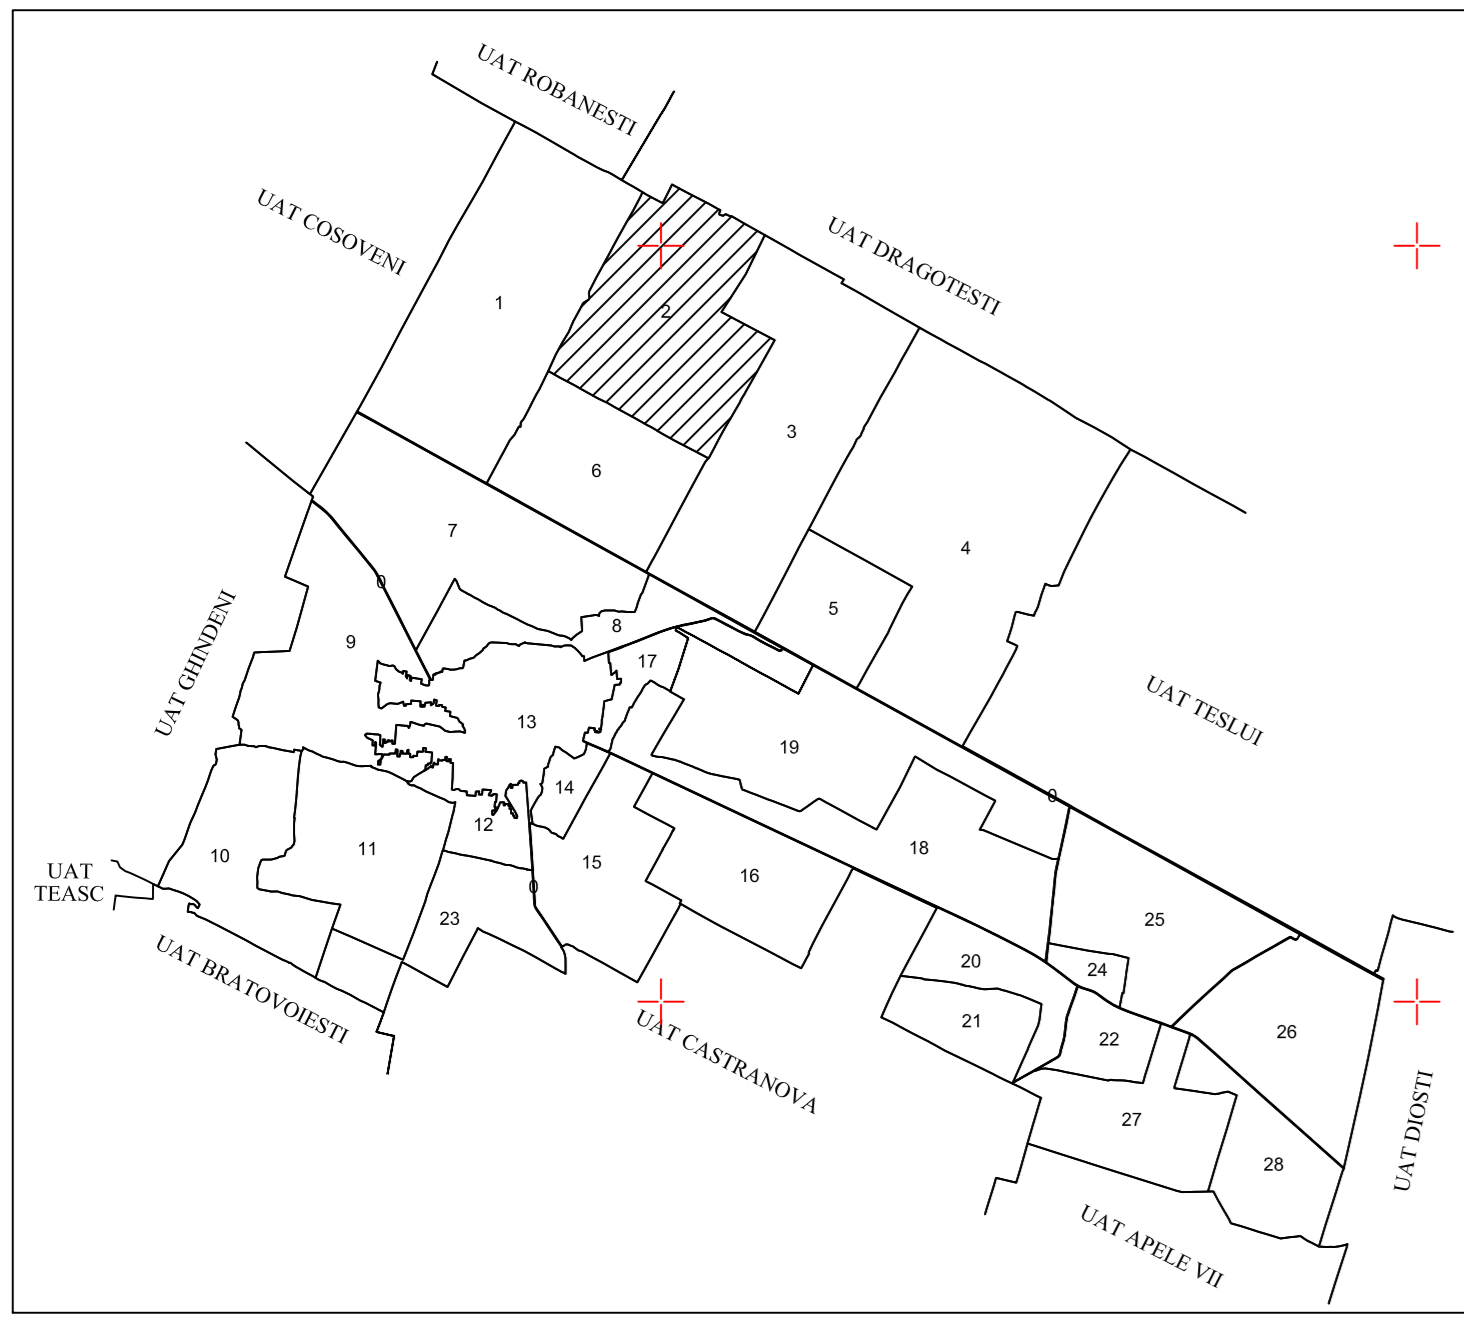 UAT ROBANESTI
UAT COSOVENI
UAT DRAGOTESTI
1
2
3
6
7
4
0
5
8
9
UAT GHINDENI
17
UAT TESLUI
13
19
14
0
12
18
10
11
15
16
UAT
TEASC
0
23
25
20
24
UAT BRATOVOIESTI
21
22
26
UAT CASTRANOVA
27
UAT DIOSTI
28
UAT APELE VII